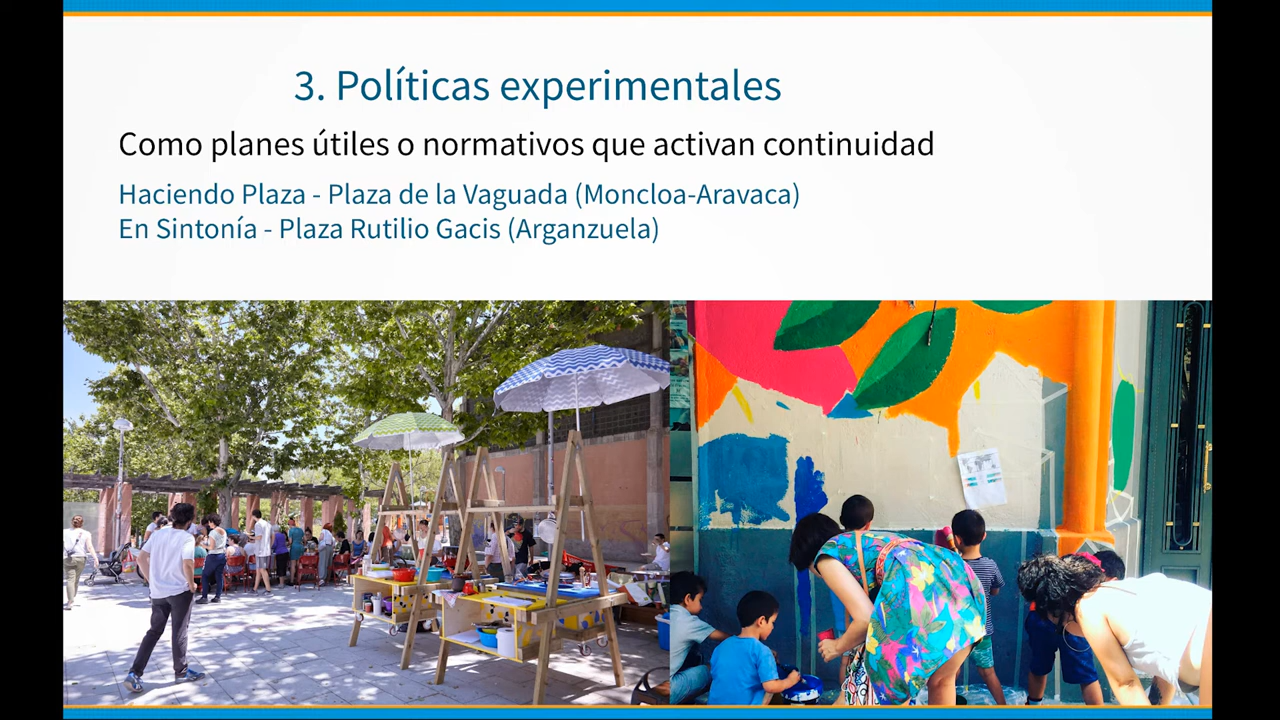 3. Políticas experimentales
Como planes útiles o normativos que activan continuidad
Haciendo Plaza - Plaza de la Vaguada (Moncloa-Aravaca)
En Sintonía - Plaza Rutilio Gacis (Arganzuela)